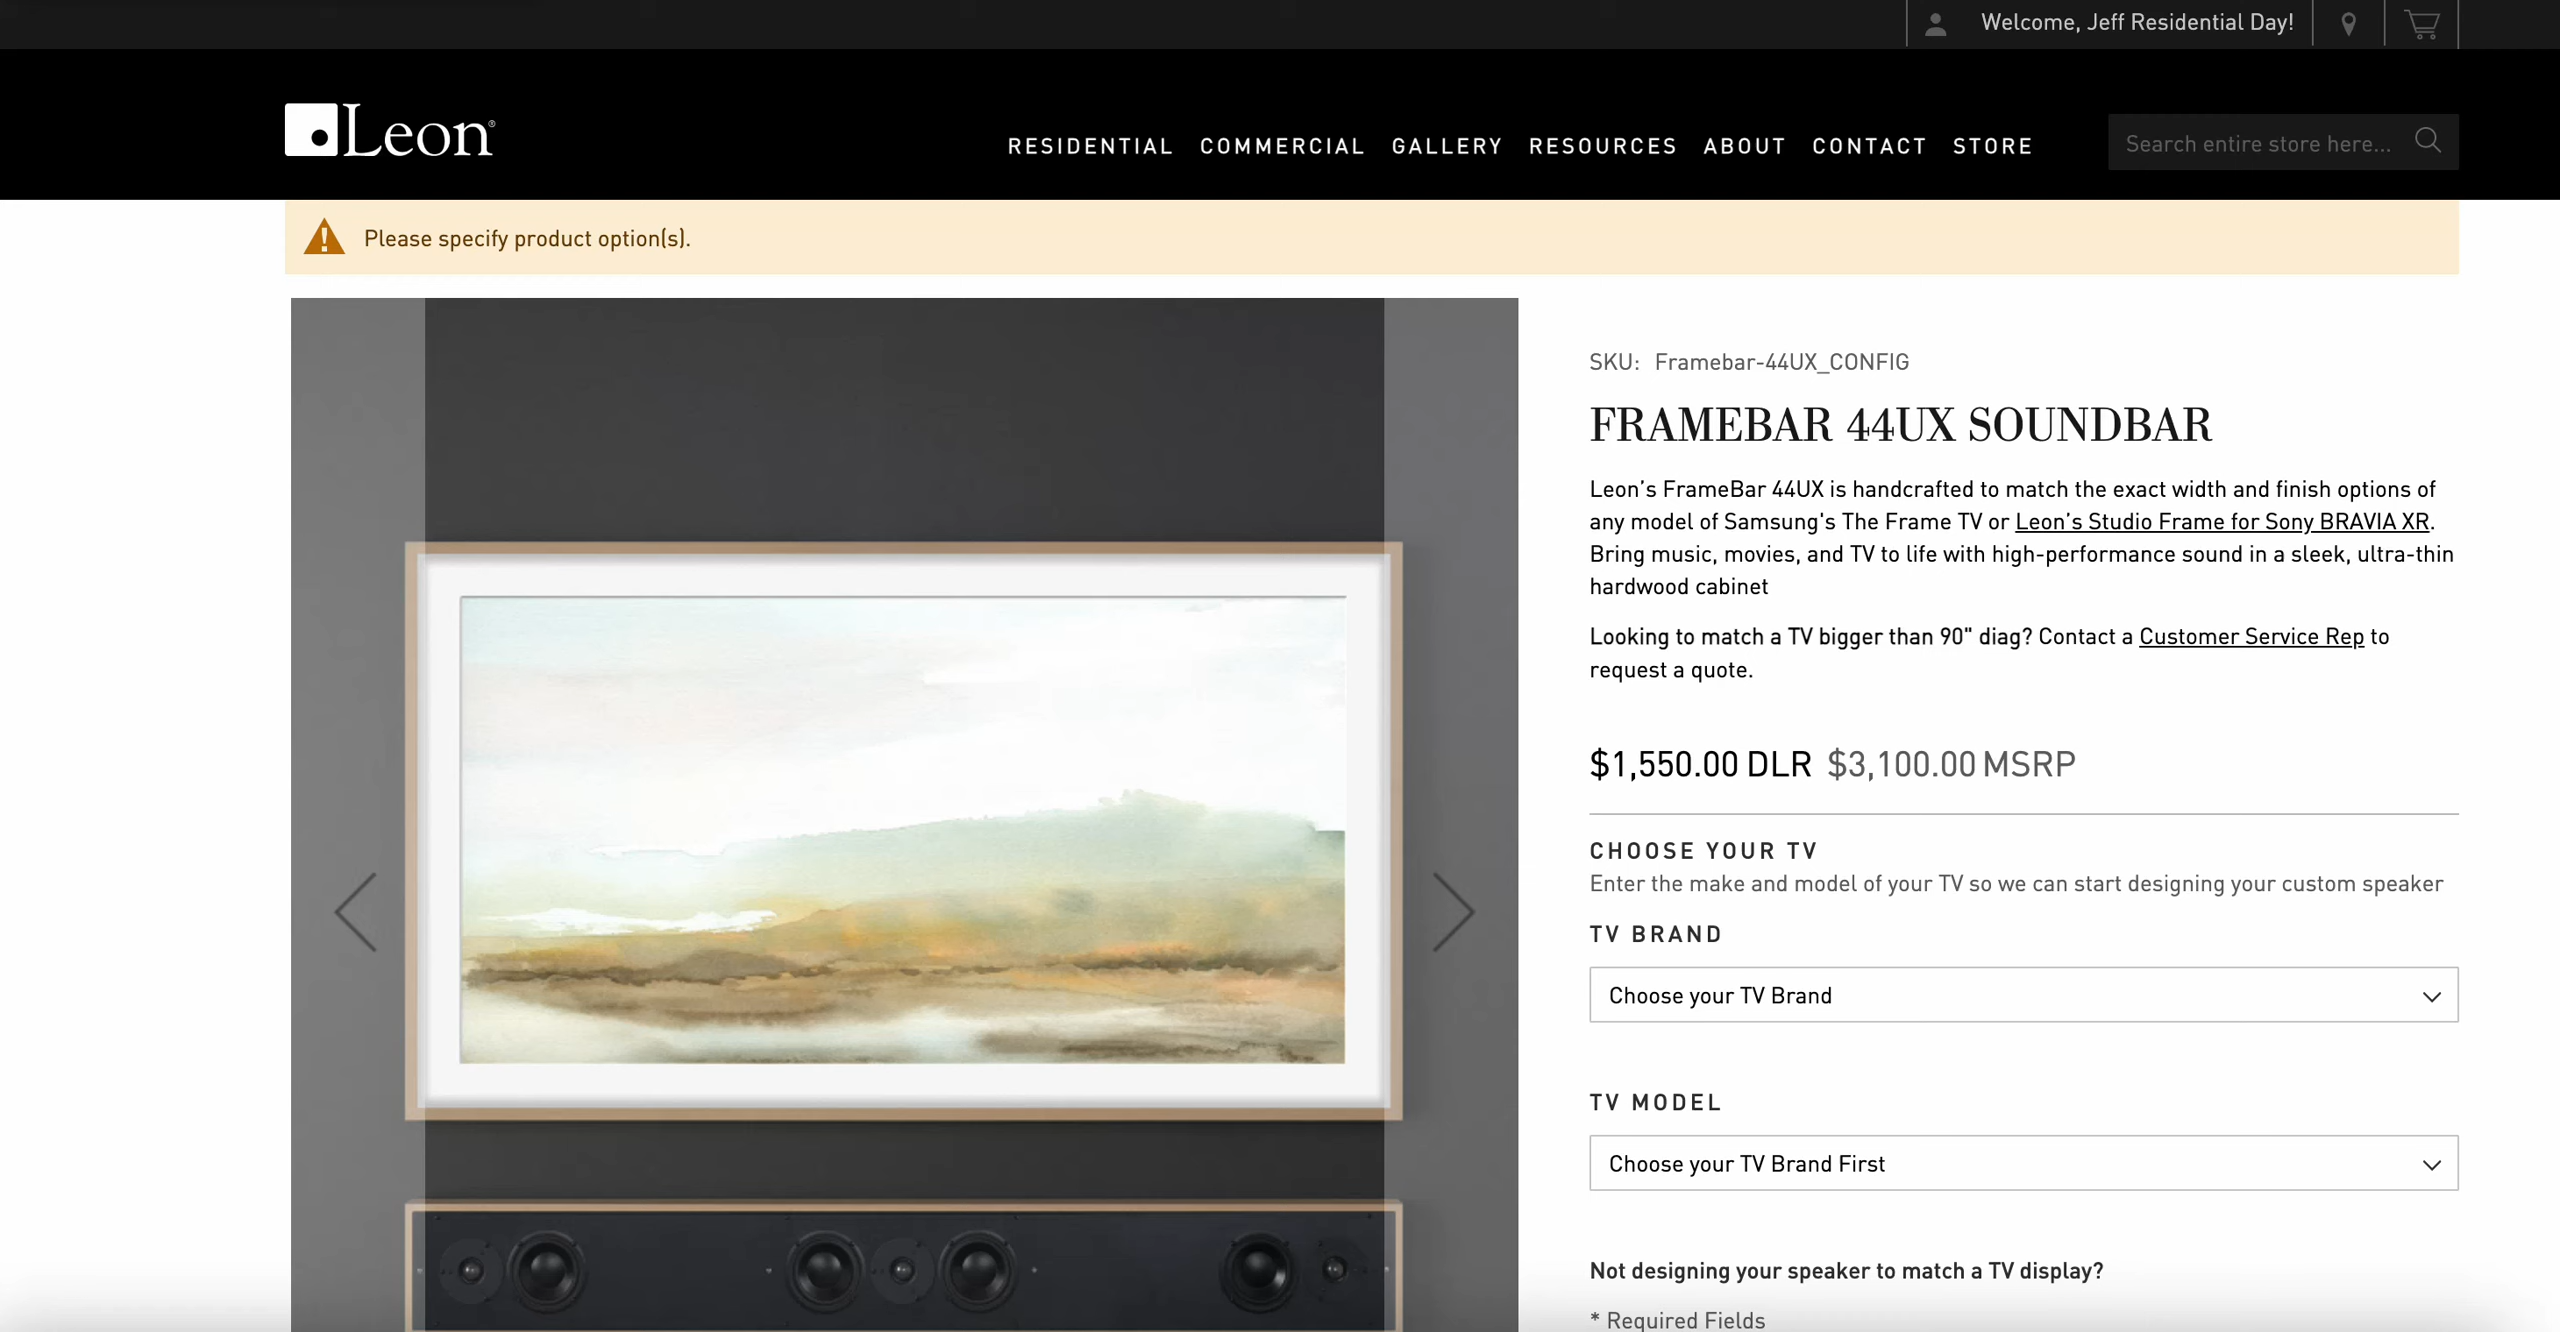 Welcome, Jeff Residential Day!
Leon®
RESIDENTIAL COMMERCIAL GALLERY RESOURCES ABOUT CONTACT STORE
Search entire store here...
Please specify product option(s).
SKU: Framebar-44UX_CONFIG
FRAMEBAR 44UX SOUNDBAR
Leon’s FrameBar 44UX is handcrafted to match the exact width and finish options of
any model of Samsung's The Frame TV or Leon’s Studio Frame for Sony BRAVIA XR.
Bring music, movies, and TV to life with high-performance sound in a sleek, ultra-thin
hardwood cabinet
Looking to match a TV bigger than 90" diag? Contact a Customer Service Rep to
request a quote.
$1,550.00 DLR $3,100.00 MSRP
CHOOSE YOUR TV
Enter the make and model of your TV so we can start designing your custom speaker
TV BRAND
Choose your TV Brand
TV MODEL
Choose your TV Brand First
Not designing your speaker to match a TV display?
* Required Fields